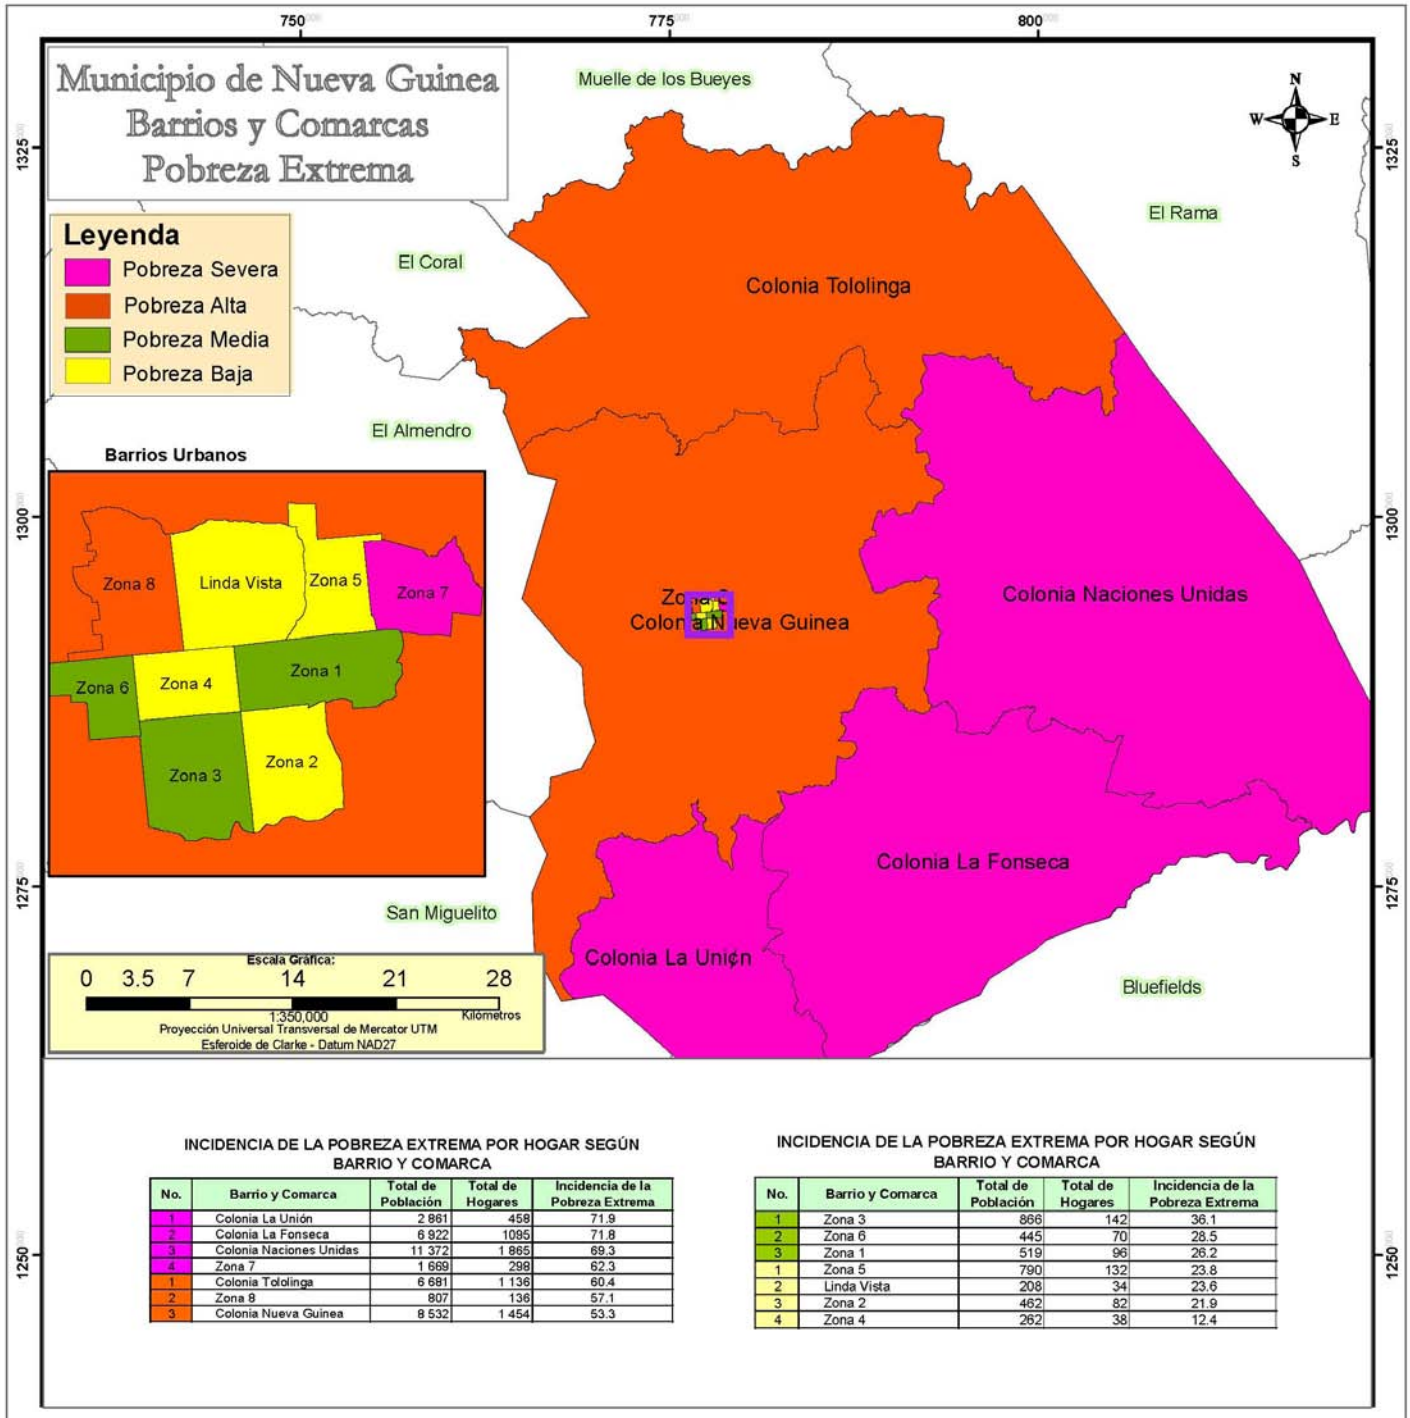 750000
775000
800000
Municipio de Nueva Guinea
Barrios y Comarcas
Pobreza Extrema
Muelle de los Bueyes
N
W
E
S
1325000
1325000
El Rama
El Coral
Leyenda
Pobreza Severa
Pobreza Alta
Pobreza Media
Pobreza Baja
Colonia Tololinga
El Almendro
Barrios Urbanos
1300000
1300000
Zona 8
Linda Vista
Zona 5
Zona 7
Zona 6
Zona 4
Zona 1
Zona 3
Zona 2
Colonia Nueva Guinea
Colonia Naciones Unidas
Colonia La Fonseca
1275000
1275000
San Miguelito
Colonia La Uni¢n
Bluefields
Escala Gráfica:
0 3.5 7 14 21 28
1:350,000 Kilómetros
Proyección Universal Transversal de Mercator UTM
Esferoide de Clarke - Datum NAD27
INCIDENCIA DE LA POBREZA EXTREMA POR HOGAR SEGÚN
BARRIO Y COMARCA
No. Barrio y Comarca Total de Población Total de Hogares Incidencia de la Pobreza Extrema
1 Colonia La Unión 2 861 458 71.9
2 Colonia La Fonseca 6 922 1095 71.8
3 Colonia Naciones Unidas 11 372 1 865 69.3
4 Zona 7 1 669 298 62.3
1 Colonia Tololinga 6 681 1 136 60.4
2 Zona 8 807 136 57.1
3 Colonia Nueva Guinea 8 532 1 454 53.3
INCIDENCIA DE LA POBREZA EXTREMA POR HOGAR SEGÚN
BARRIO Y COMARCA
No. Barrio y Comarca Total de Población Total de Hogares Incidencia de la Pobreza Extrema
1 Zona 3 866 142 36.1
2 Zona 6 445 70 28.5
3 Zona 1 519 96 26.2
1 Zona 5 790 132 23.8
2 Linda Vista 208 34 23.6
3 Zona 2 462 82 21.9
4 Zona 4 262 38 12.4
1250000
1250000